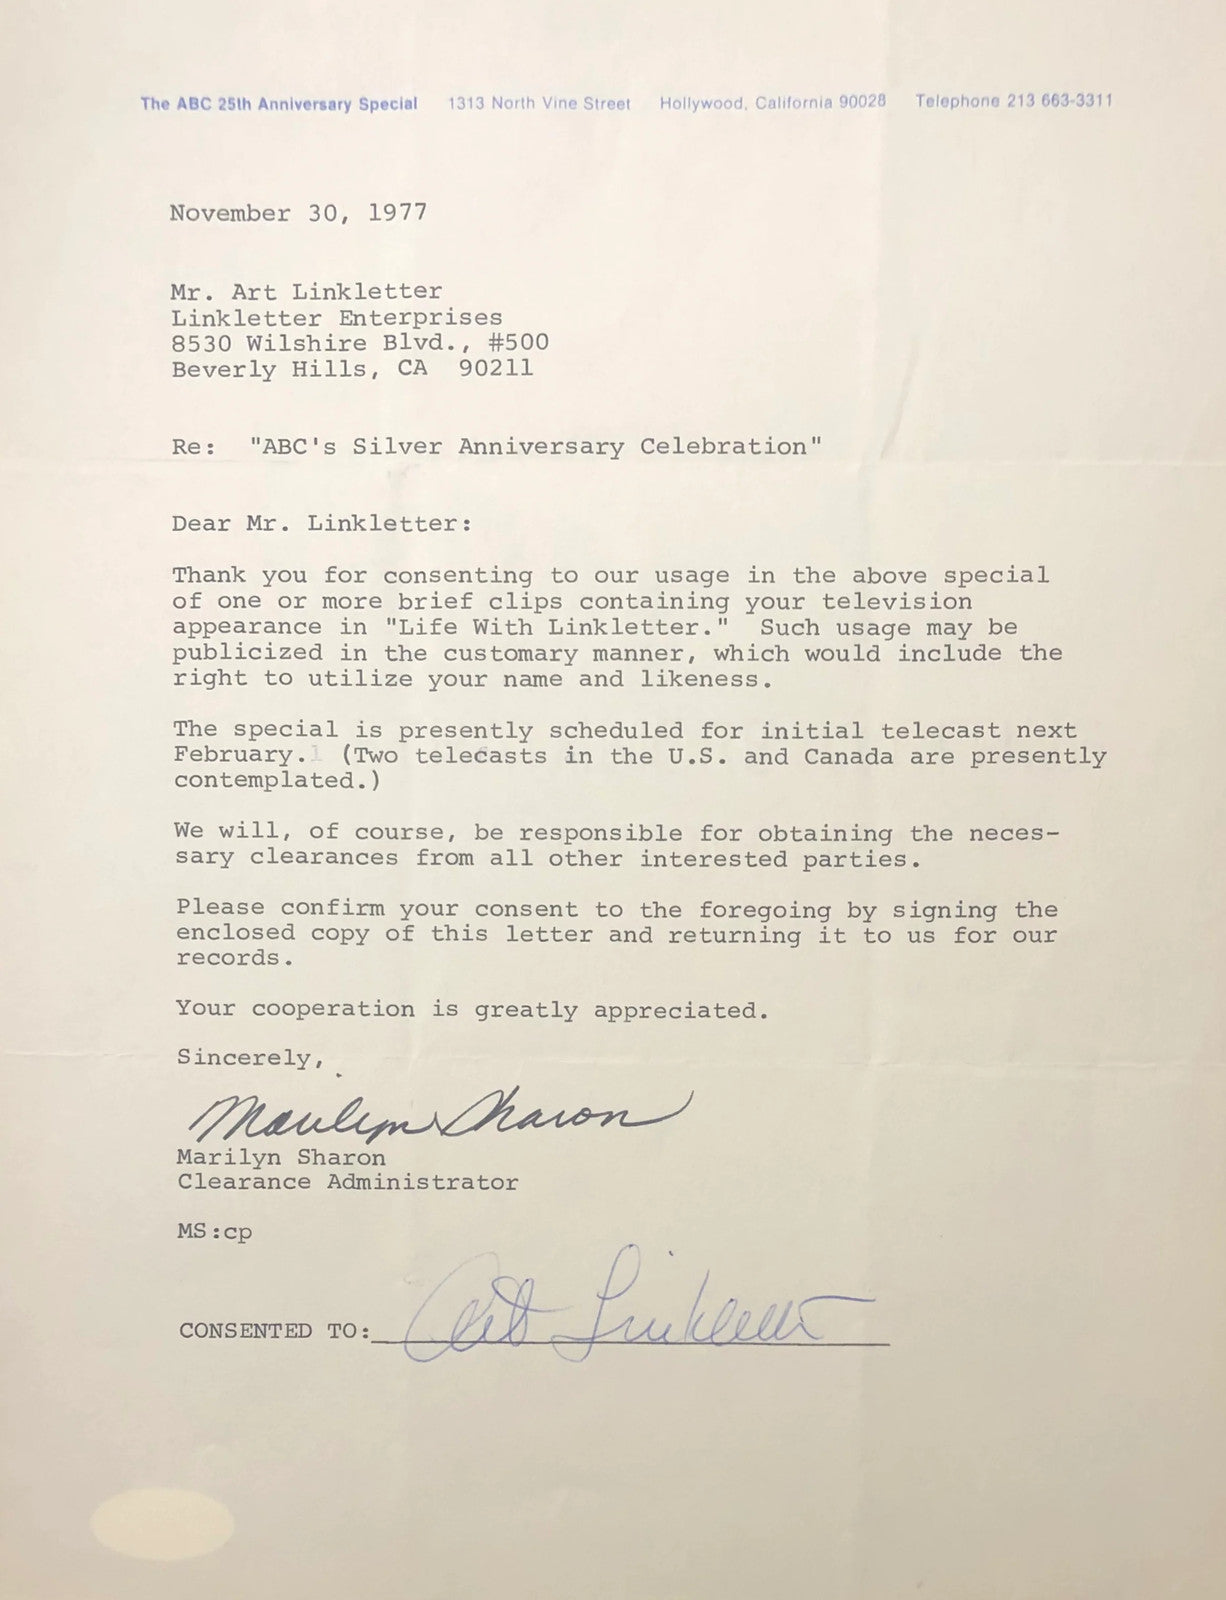 The ABC 25th Anniversary Special 1313 North Vine Street Hollywood, California 90028 Telephone 213 663-3311
November 30, 1977
Mr. Art Linkletter
Linkletter Enterprises
8530 Wilshire Blvd., #500
Beverly Hills, CA 90211
Re: "ABC's Silver Anniversary Celebration"
Dear Mr. Linkletter:
Thank you for consenting to our usage in the above special
of one or more brief clips containing your television
appearance in "Life With Linkletter." Such usage may be
publicized in the customary manner, which would include the
right to utilize your name and likeness.
The special is presently scheduled for initial telecast next
February. (Two telecasts in the U.S. and Canada are presently
contemplated.)
We will, of course, be responsible for obtaining the neces-
sary clearances from all other interested parties.
Please confirm your consent to the foregoing by signing the
enclosed copy of this letter and returning it to us for our
records.
Your cooperation is greatly appreciated.
Sincerely,
Marilyn Sharon
Marilyn Sharon
Clearance Administrator
MS:cp
CONSENTED TO: Art Linkletter